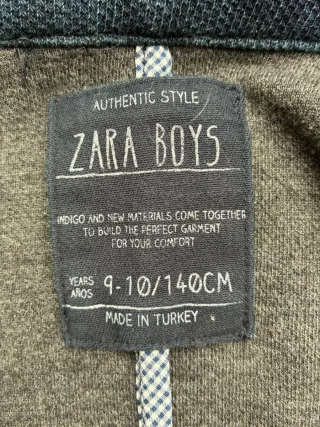 AUTHENTIC STYLE
ZARA BOYS
INDIGO AND NEW MATERIALS COME TOGETHER
TO BUILD THE PERFECT GARMENT
FOR YOUR COMFORT
YEARS
AÑOS
9-10/140CM
MADE IN TURKEY